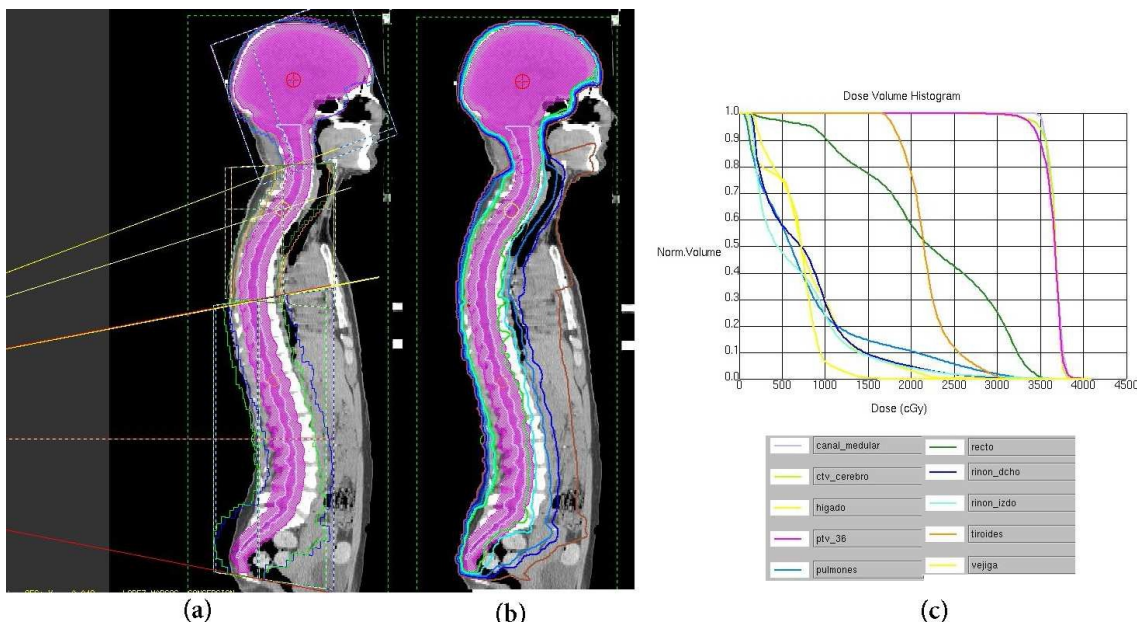 Dose Volume Histogram
1.0
0.9
0.8
0.7
0.6
Norm.Volume
0.5
0.4
0.3
0.2
0.1
0.0
0 500 1000 1500 2000 2500 3000 3500 4000 4500
Dose (cGy)
canal_medular recto
ctv_cerebro rinon_dcho
higado rinon_izdo
ptv_36 tiroides
pulmones vejiga
(a) (b) (c)